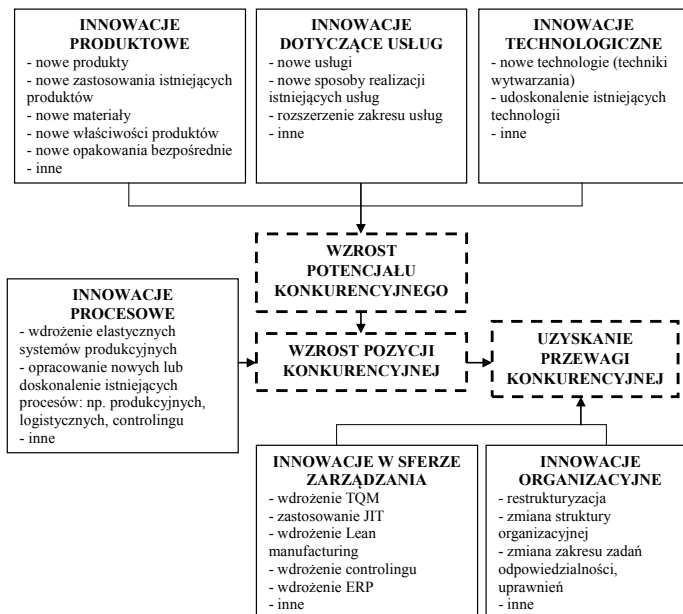 INNOWACJE
PRODUKTOWE
- nowe produkty
- nowe zastosowania istniejących
produktów
- nowe materiały
- nowe właściwości produktów
- nowe opakowania bezpośrednie
- inne
INNOWACJE
DOTYCZĄCE USŁUG
- nowe usługi
- nowe sposoby realizacji
istniejących usług
- rozszerzenie zakresu usług
- inne
INNOWACJE
TECHNOLOGICZNE
- nowe technologie (techniki
wytwarzania)
- udoskonalenie istniejących
technologii
- inne
WZROST
POTENCJAŁU
KONKURENCYJNEGO
INNOWACJE
PROCESOWE
- wdrożenie elastycznych
systemów produkcyjnych
- opracowanie nowych lub
doskonalenie istniejących
procesów: np. produkcyjnych,
logistycznych, controlingu
- inne
WZROST POZYCJI
KONKURENCYJNEJ
UZYSKANIE
PRZEWAGI
KONKURENCYJNEJ
INNOWACJE W SFERZE
ZARZĄDZANIA
- wdrożenie TQM
- zastosowanie JIT
- wdrożenie Lean
manufacturing
- wdrożenie controlingu
- wdrożenie ERP
- inne
INNOWACJE
ORGANIZACYJNE
- restrukturyzacja
- zmiana struktury
organizacyjnej
- zmiana zakresu zadań
odpowiedzialności,
uprawnień
- inne